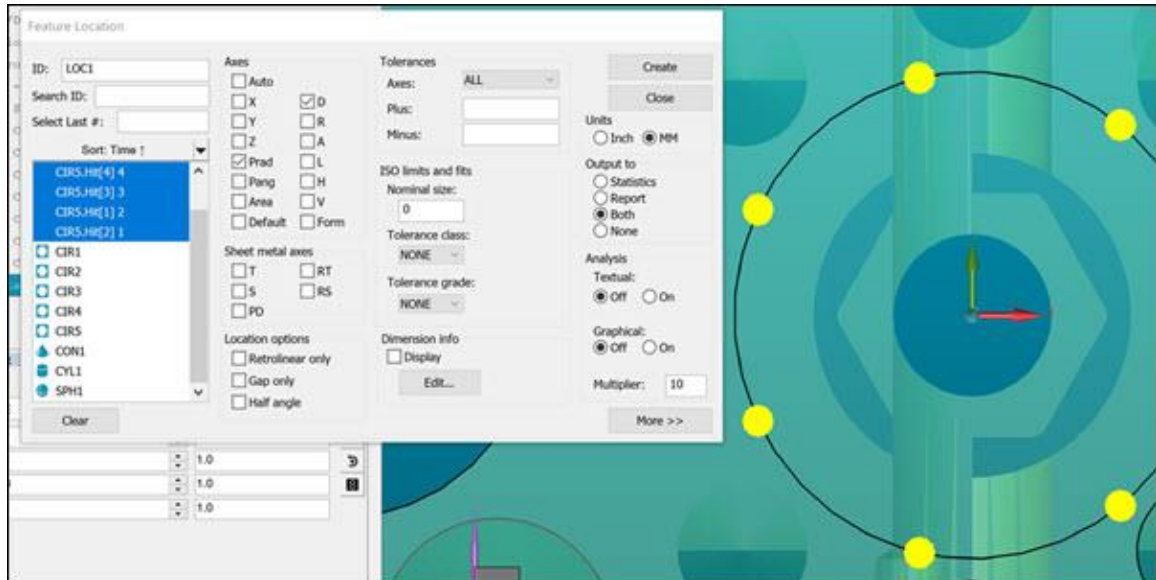 Feature Location
ID: LOC1
Search ID:
Select Last #:
Sort: Time ↑
CIR5.Hit[4] 4
CIR5.Hit[3] 3
CIR5.Hit[1] 2
CIR5.Hit[2] 1
CIR1
CIR2
CIR3
CIR4
CIR5
CON1
CYL1
SPH1
Clear
Axes
Auto
X D
Y R
Z A
Prad L
Pang H
Area V
Default Form
Sheet metal axes
T RT
S RS
PD
Location options
Retrolinear only
Gap only
Half angle
Tolerances
Axes: ALL
Plus:
Minus:
ISO limits and fits
Nominal size:
0
Tolerance class:
NONE
Tolerance grade:
NONE
Dimension info
Display
Edit...
Create
Close
Units
Inch MM
Output to
Statistics
Report
Both
None
Analysis
Textual:
Off On
Graphical:
Off On
Multiplier: 10
More >>
1.0
1.0
1.0